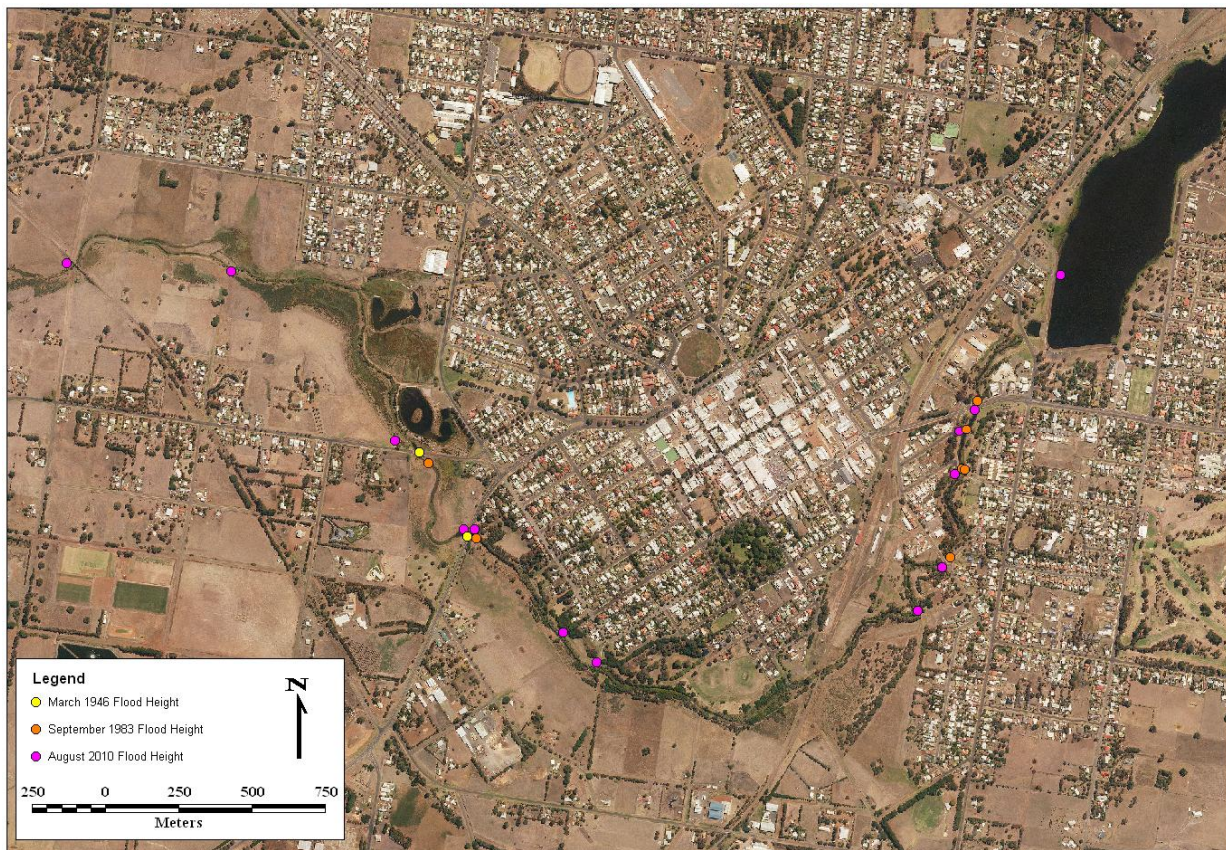 Legend
N
March 1946 Flood Height
September 1983 Flood Height
August 2010 Flood Height
250 0 250 500 750
Meters